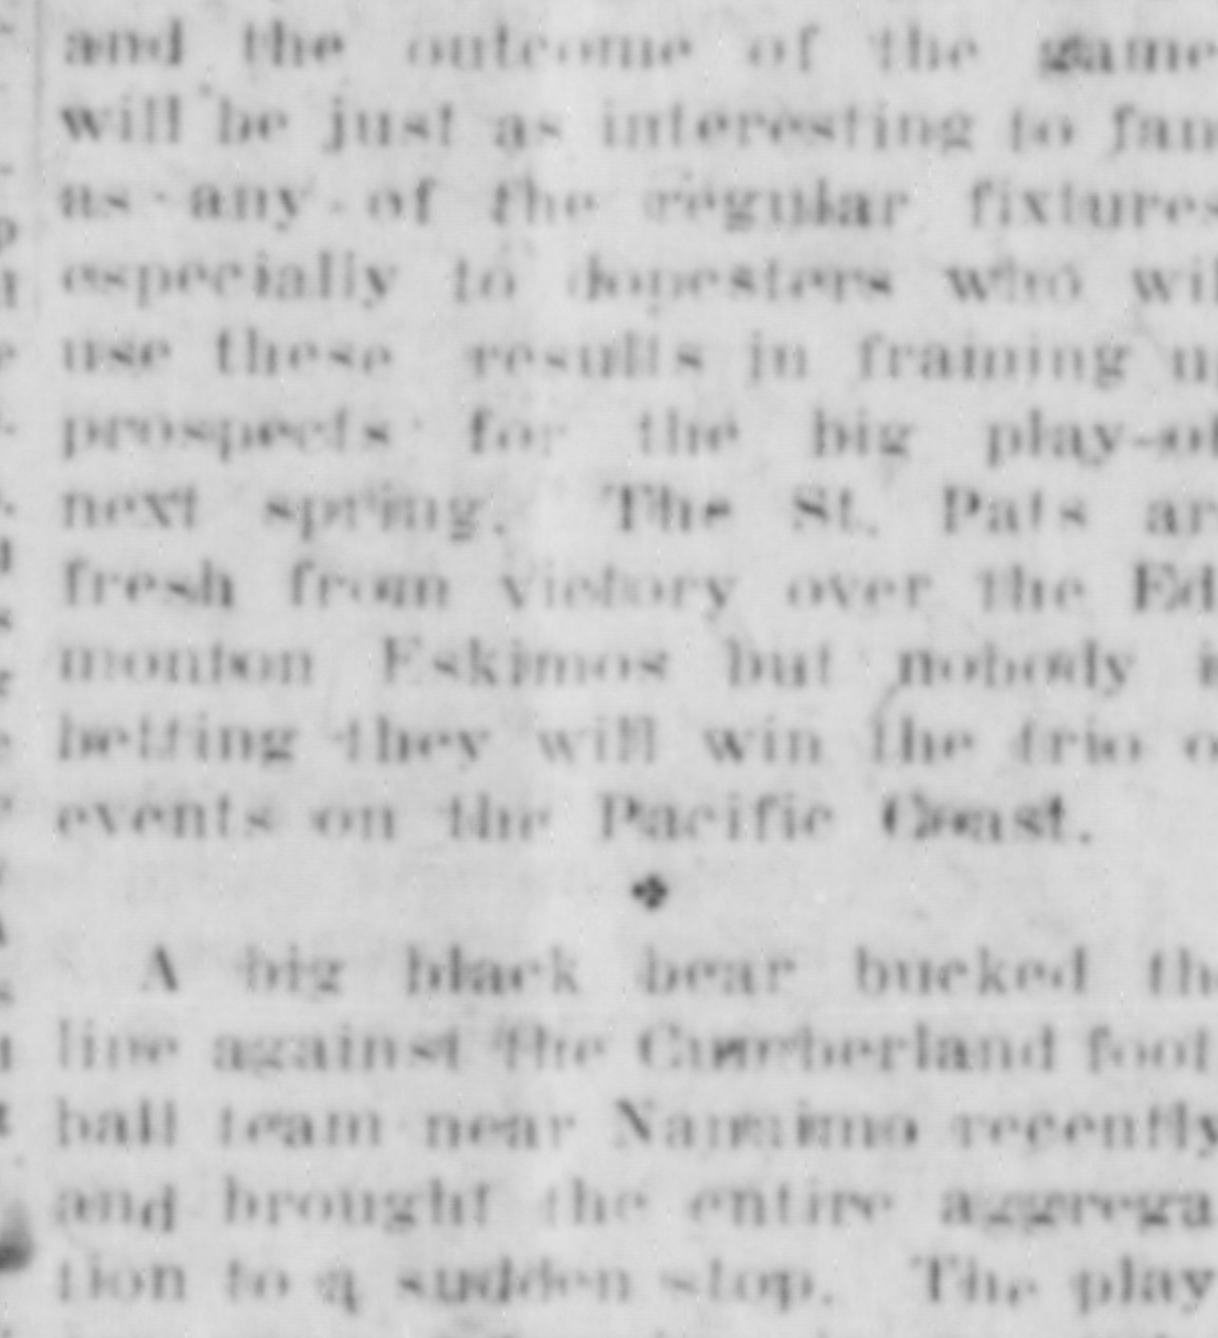 and the outcome of the game
will be just as interesting to fan
as any of the regular fixtures
especially to dopesters who wil
use these results in framing u
prospects for the big play-of
next spring. The St. Pats ar
fresh from victory over the Ed
monton Eskimos but nobody i
betting they will win the trio o
events on the Pacific Coast.
A big black bear bucked the
line against the Cumberland foot
ball team near Nanaimo recently
and brought the entire aggrega
tion to a sudden stop. The play